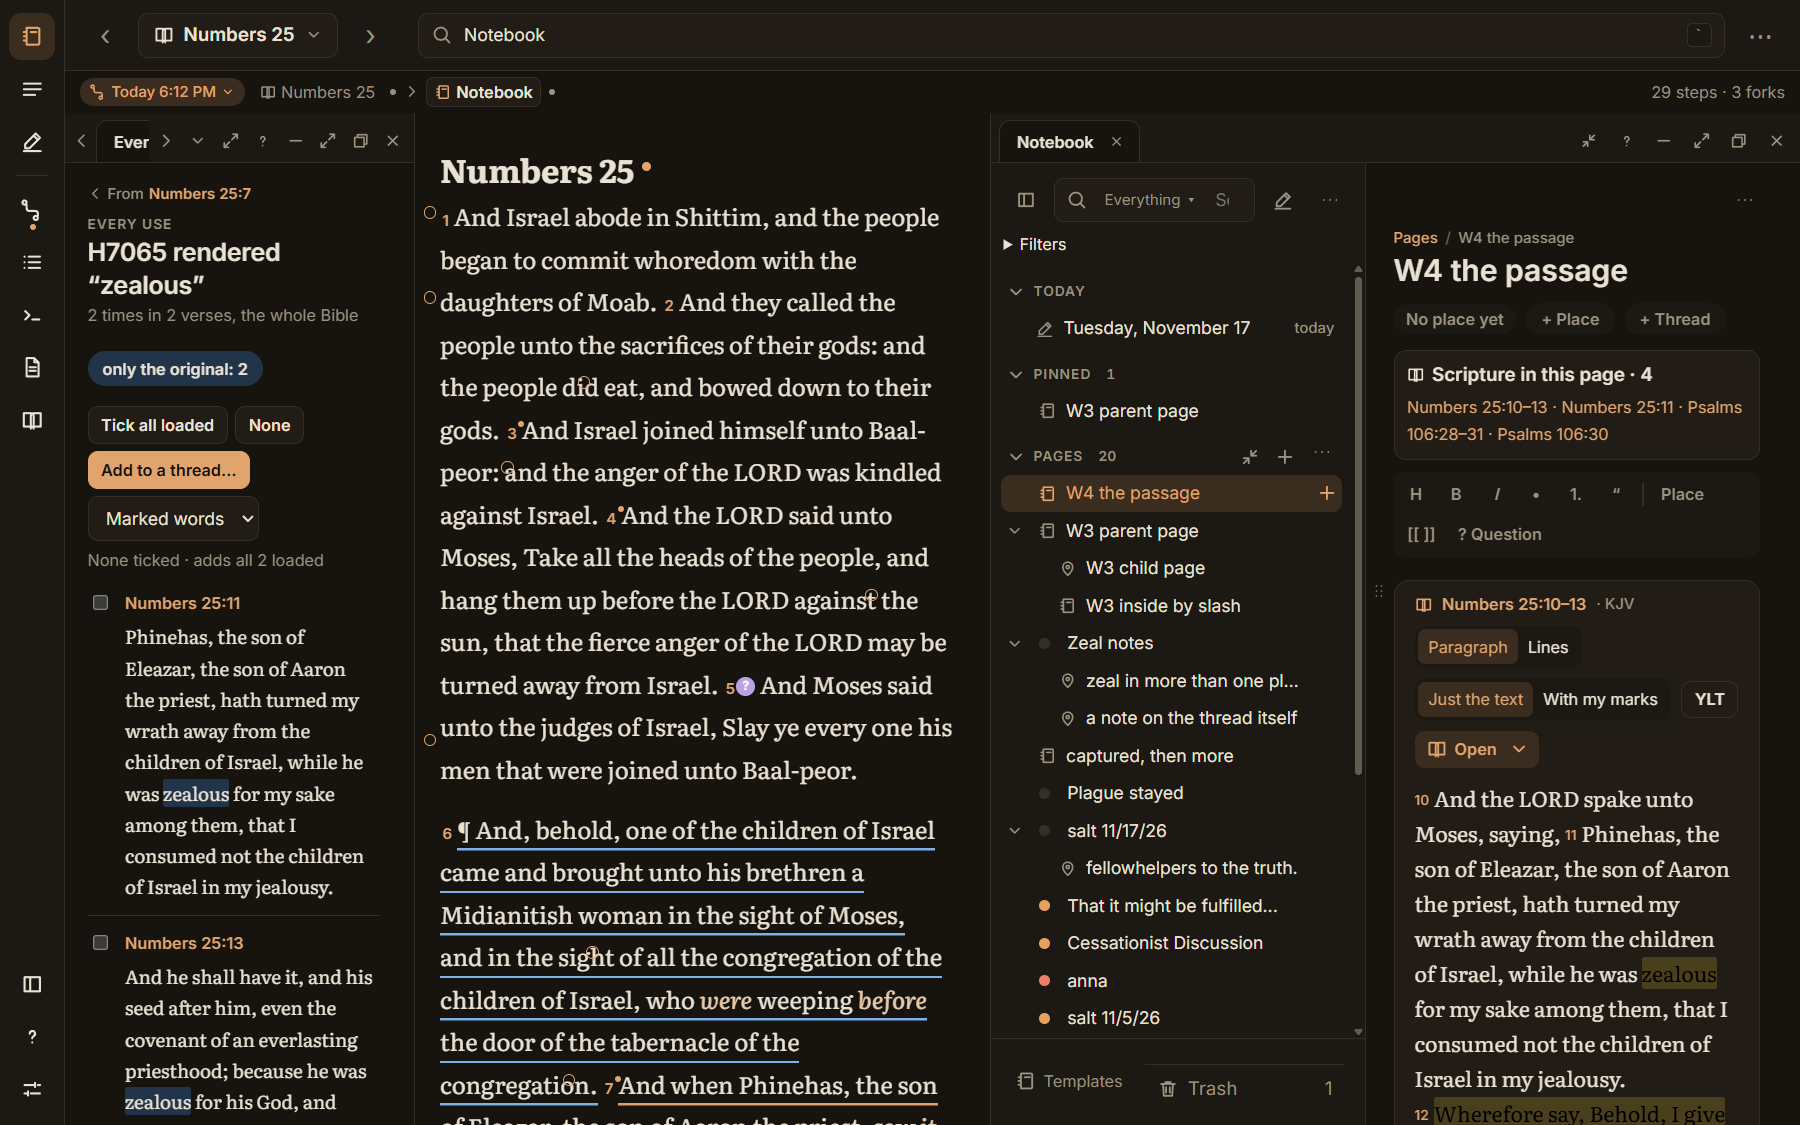 Numbers 25
Notebook
`
Today 6:12 PM
Numbers 25
Notebook
29 steps · 3 forks
Ever
?
From Numbers 25:7
EVERY USE
H7065 rendered
“zealous”
2 times in 2 verses, the whole Bible
only the original: 2
Tick all loaded
None
Add to a thread…
Marked words
None ticked · adds all 2 loaded
Numbers 25:11
Phinehas, the son of
Eleazar, the son of Aaron
the priest, hath turned my
wrath away from the
children of Israel, while he
was zealous for my sake
among them, that I
consumed not the children
of Israel in my jealousy.
Numbers 25:13
And he shall have it, and his
seed after him, even the
covenant of an everlasting
priesthood; because he was
zealous for his God, and
?
Numbers 25
1 And Israel abode in Shittim, and the people
began to commit whoredom with the
daughters of Moab. 2 And they called the
people unto the sacrifices of their gods: and
the people did eat, and bowed down to their
gods. 3 And Israel joined himself unto Baal-
peor: and the anger of the LORD was kindled
against Israel. 4 And the LORD said unto
Moses, Take all the heads of the people, and
hang them up before the LORD against the
sun, that the fierce anger of the LORD may be
turned away from Israel. 5 ? And Moses said
unto the judges of Israel, Slay ye every one his
men that were joined unto Baal-peor.
6 ¶ And, behold, one of the children of Israel
came and brought unto his brethren a
Midianitish woman in the sight of Moses,
and in the sight of all the congregation of the
children of Israel, who were weeping before
the door of the tabernacle of the
congregation. 7 And when Phinehas, the son
of Eleazar, the son of Aaron the priest, saw it
Notebook
?
Everything
Filters
TODAY
Tuesday, November 17 today
PINNED 1
W3 parent page
PAGES 20
W4 the passage
W3 parent page
W3 child page
W3 inside by slash
Zeal notes
zeal in more than one pl...
a note on the thread itself
captured, then more
Plague stayed
salt 11/17/26
fellowhelpers to the truth.
That it might be fulfilled...
Cessationist Discussion
anna
salt 11/5/26
Templates
Trash 1
Pages / W4 the passage
W4 the passage
No place yet
+ Place
+ Thread
Scripture in this page · 4
Numbers 25:10–13 · Numbers 25:11 · Psalms
106:28–31 · Psalms 106:30
H B I • 1. “ Place
[[ ]] ? Question
Numbers 25:10–13 · KJV
Paragraph Lines
Just the text With my marks YLT
Open
10 And the LORD spake unto
Moses, saying, 11 Phinehas, the
son of Eleazar, the son of Aaron
the priest, hath turned my
wrath away from the children
of Israel, while he was zealous
for my sake among them, that I
consumed not the children of
Israel in my jealousy.
12 Wherefore say, Behold, I give